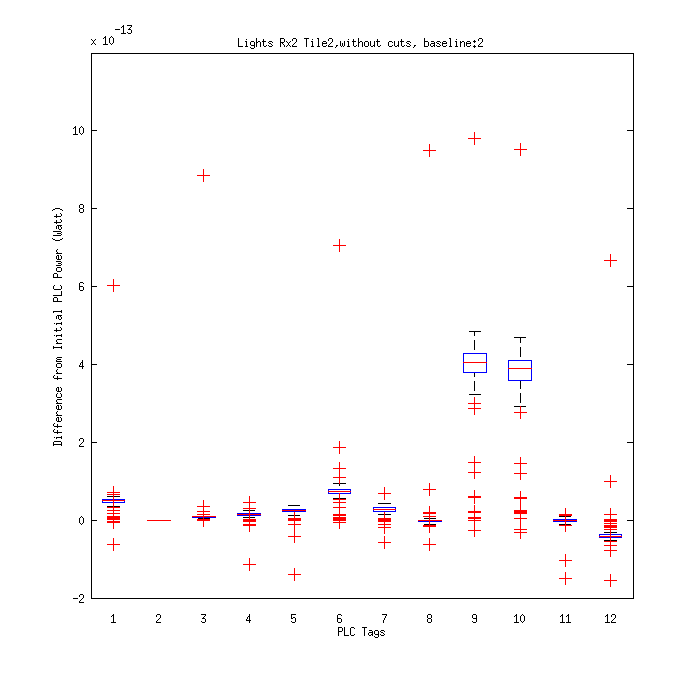 Lights Rx2 Tile2,without cuts, baseline:2
x 10-13
10
8
6
4
2
0
-2
Difference from Initial PLC Power (Watt)
1 2 3 4 5 6 7 8 9 10 11 12
PLC Tags